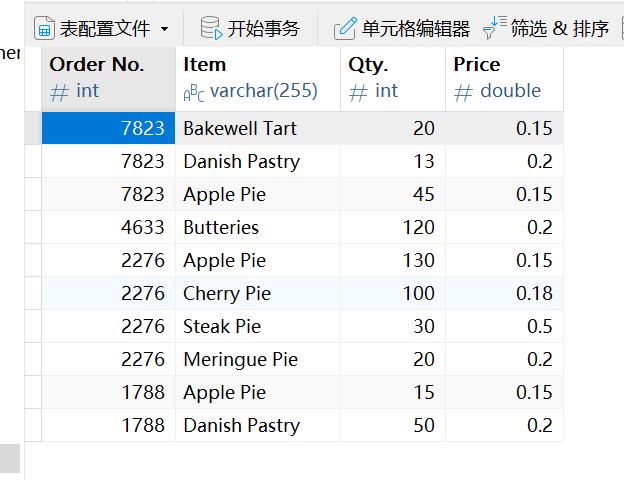 表配置文件 开始事务 单元格编辑器 筛选 & 排序
ner
Order No. Item Qty. Price
# int ABC varchar(255) # int # double
7823 Bakewell Tart 20 0.15
7823 Danish Pastry 13 0.2
7823 Apple Pie 45 0.15
4633 Butteries 120 0.2
2276 Apple Pie 130 0.15
2276 Cherry Pie 100 0.18
2276 Steak Pie 30 0.5
2276 Meringue Pie 20 0.2
1788 Apple Pie 15 0.15
1788 Danish Pastry 50 0.2